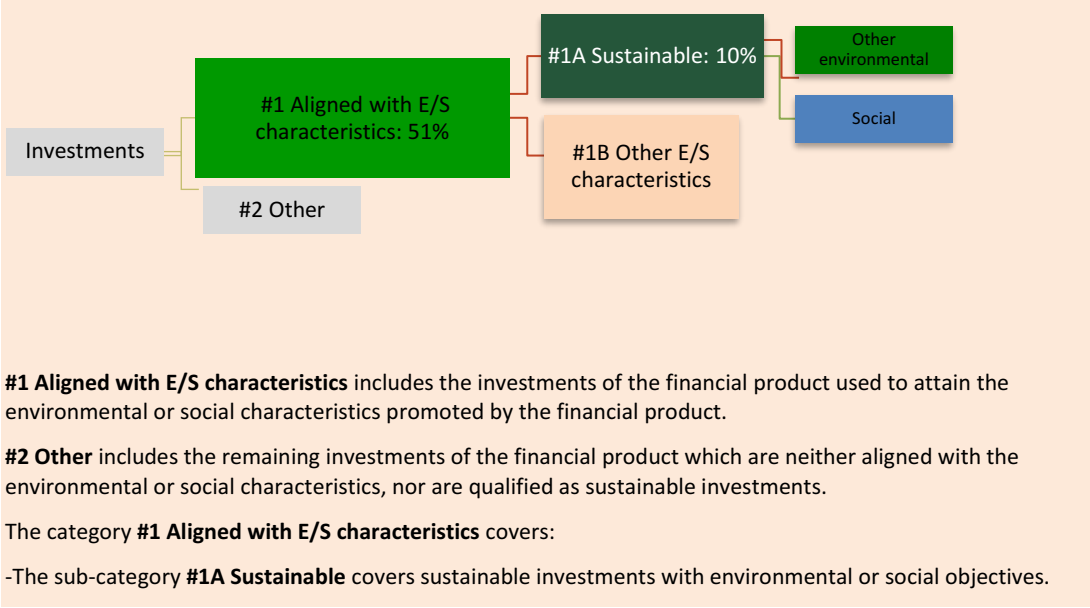 Investments
#1 Aligned with E/S
characteristics: 51%
#2 Other
#1A Sustainable: 10%
#1B Other E/S
characteristics
Other
environmental
Social
#1 Aligned with E/S characteristics includes the investments of the financial product used to attain the
environmental or social characteristics promoted by the financial product.
#2 Other includes the remaining investments of the financial product which are neither aligned with the
environmental or social characteristics, nor are qualified as sustainable investments.
The category #1 Aligned with E/S characteristics covers:
-The sub-category #1A Sustainable covers sustainable investments with environmental or social objectives.